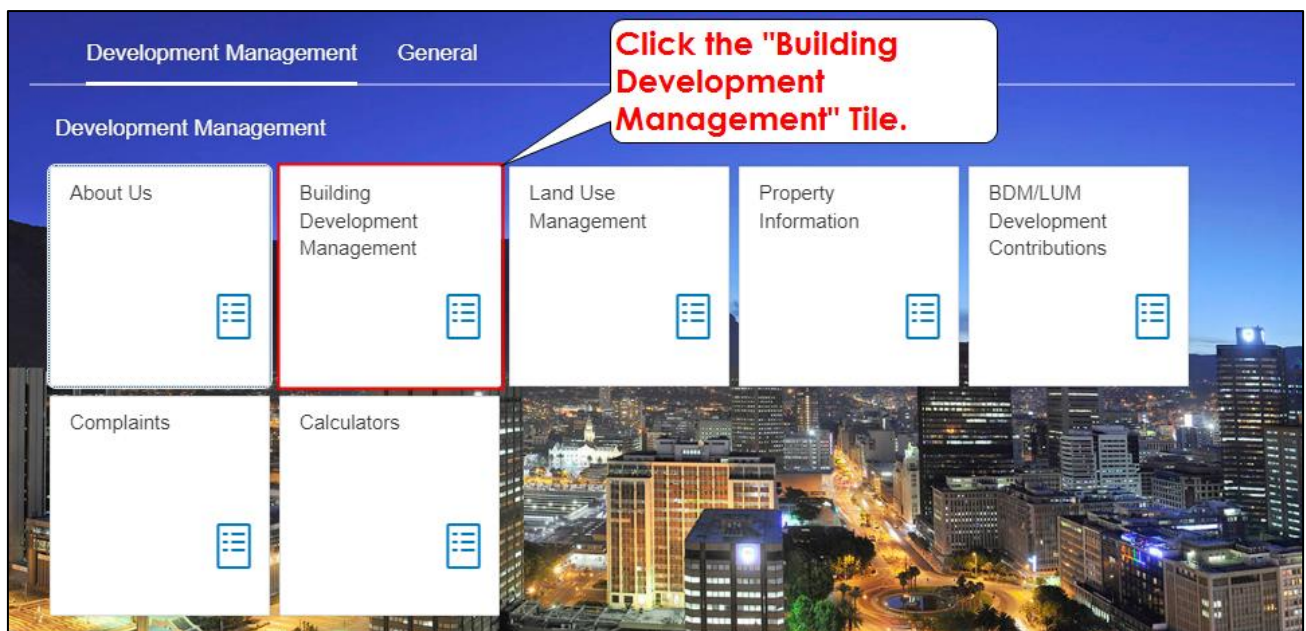 Development Management
General
Click the "Building
Development
Management" Tile.
Development Management
About Us
Building
Development
Management
Land Use
Management
Property
Information
BDM/LUM
Development
Contributions
Complaints
Calculators